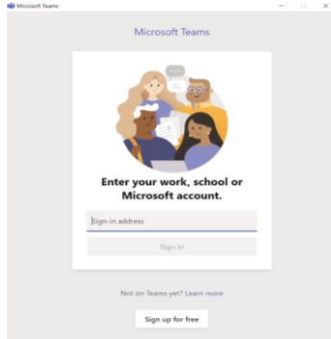 Microsoft Teams
Microsoft Teams
Enter your work, school or
Microsoft account.
Sign-in address
Sign in
Not on Teams yet? Learn more
Sign up for free